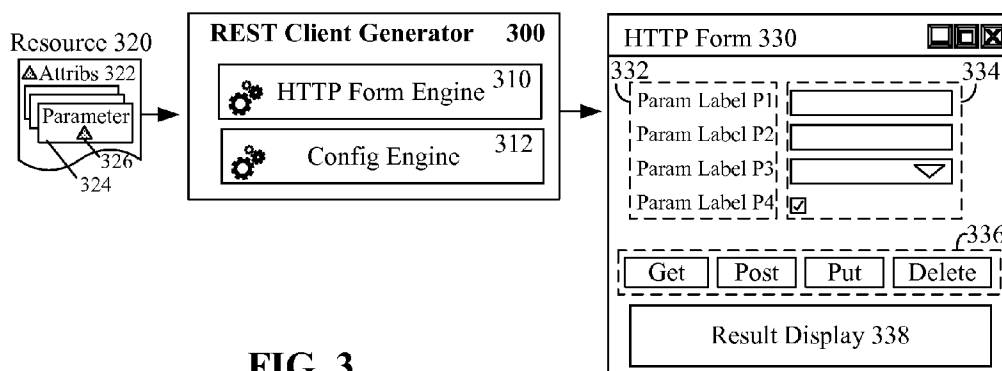 Resource 320
Attribs 322
Parameter
326
324
REST Client Generator 300
HTTP Form Engine 310
Config Engine 312
HTTP Form 330
332
334
Param Label P1
Param Label P2
Param Label P3
Param Label P4
336
Get Post Put Delete
Result Display 338
FIG. 3